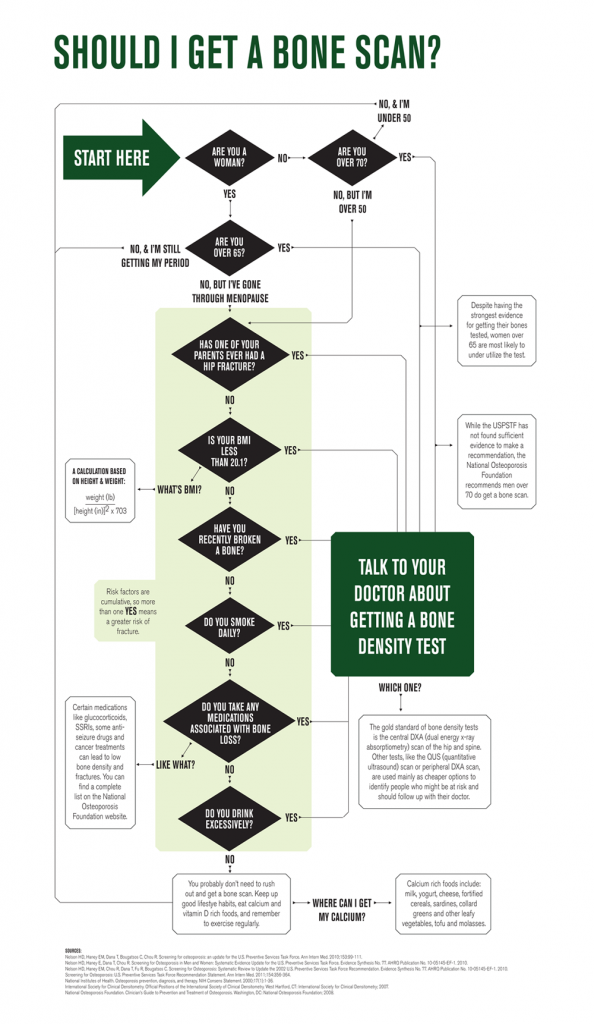 SHOULD I GET A BONE SCAN?
START HERE
ARE YOU A
WOMAN?
NO
ARE YOU
OVER 70?
NO, & I'M
UNDER 50
YES
NO, BUT I'M
OVER 50
YES
ARE YOU
OVER 65?
NO, & I'M STILL
GETTING MY PERIOD
YES
NO, BUT I'VE GONE
THROUGH MENOPAUSE
Despite having the
strongest evidence
for getting their bones
tested, women over
65 are most likely to
under utilize the test.
HAS ONE OF YOUR
PARENTS EVER HAD A
HIP FRACTURE?
YES
NO
While the USPSTF has
not found sufficient
evidence to make a
recommendation, the
National Osteoporosis
Foundation
recommends men over
70 do get a bone scan.
IS YOUR BMI
LESS
THAN 20.1?
YES
WHAT'S BMI?
A CALCULATION BASED
ON HEIGHT & WEIGHT:
weight (lb)
[height (in)]2 x 703
NO
HAVE YOU
RECENTLY BROKEN
A BONE?
YES
NO
TALK TO YOUR
DOCTOR ABOUT
GETTING A BONE
DENSITY TEST
Risk factors are
cumulative, so more
than one YES means
a greater risk of
fracture.
DO YOU SMOKE
DAILY?
YES
NO
WHICH ONE?
The gold standard of bone density tests
is the central DXA (dual energy x-ray
absorptiometry) scan of the hip and spine.
Other tests, like the QUS (quantitative
ultrasound) scan or peripheral DXA scan,
are used mainly as cheaper options to
identify people who might be at risk and
should follow up with their doctor.
DO YOU TAKE ANY
MEDICATIONS
ASSOCIATED WITH BONE
LOSS?
YES
LIKE WHAT?
Certain medications
like glucocorticoids,
SSRIs, some anti-
seizure drugs and
cancer treatments
can lead to low
bone density and
fractures. You can
find a complete
list on the National
Osteoporosis
Foundation website.
NO
DO YOU DRINK
EXCESSIVELY?
YES
NO
You probably don't need to rush
out and get a bone scan. Keep up
good lifestye habits, eat calcium and
vitamin D rich foods, and remember
to exercise regularly.
WHERE CAN I GET
MY CALCIUM?
Calcium rich foods include:
milk, yogurt, cheese, fortified
cereals, sardines, collard
greens and other leafy
vegetables, tofu and molasses.
SOURCES: